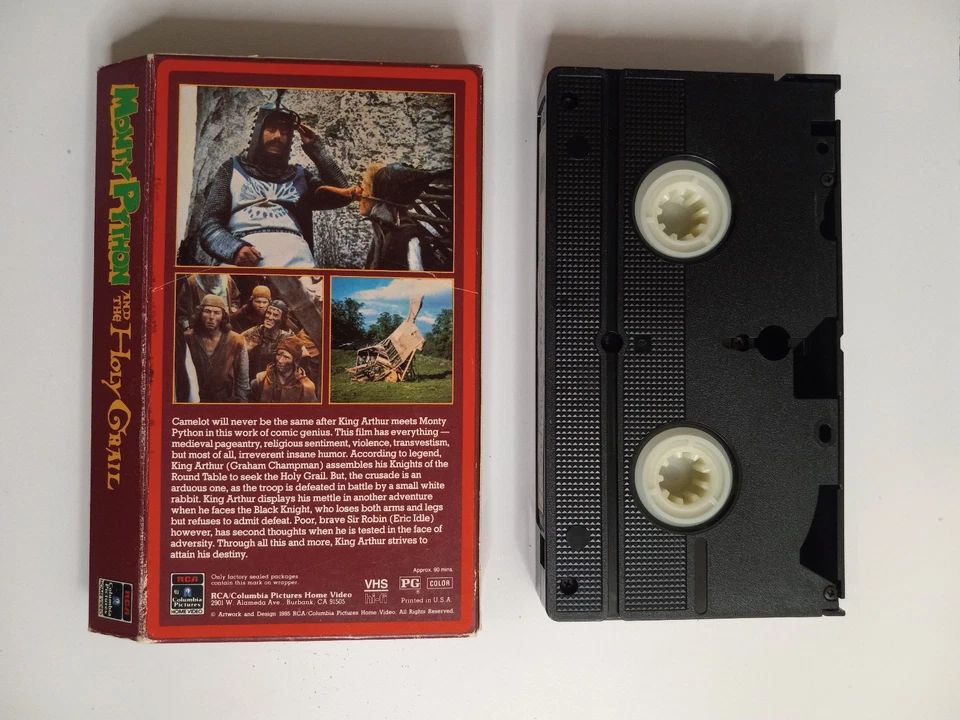 MONTY PYTHON AND THE HOLY GRAIL
RCA
Columbia
Pictures
HOME VIDEO
Camelot will never be the same after King Arthur meets Monty
Python in this work of comic genius. This film has everything —
medieval pageantry, religious sentiment, violence, transvestism,
but most of all, irreverent insane humor. According to legend,
King Arthur (Graham Champman) assembles his Knights of the
Round Table to seek the Holy Grail. But, the crusade is an
arduous one, as the troop is defeated in battle by a small white
rabbit. King Arthur displays his mettle in another adventure
when he faces the Black Knight, who loses both arms and legs
but refuses to admit defeat. Poor, brave Sir Robin (Eric Idle)
however, has second thoughts when he is tested in the face of
adversity. Through all this and more, King Arthur strives to
attain his destiny.
Approx. 90 mins.
RCA
Columbia
Pictures
HOME VIDEO
Only factory sealed packages
contain this mark on wrapper.
RCA/Columbia Pictures Home Video
2901 W. Alameda Ave., Burbank, CA 91505
VHS
hi-fi
PG
COLOR
Printed in U.S.A.
© Artwork and Design 1985 RCA/Columbia Pictures Home Video. All Rights Reserved.